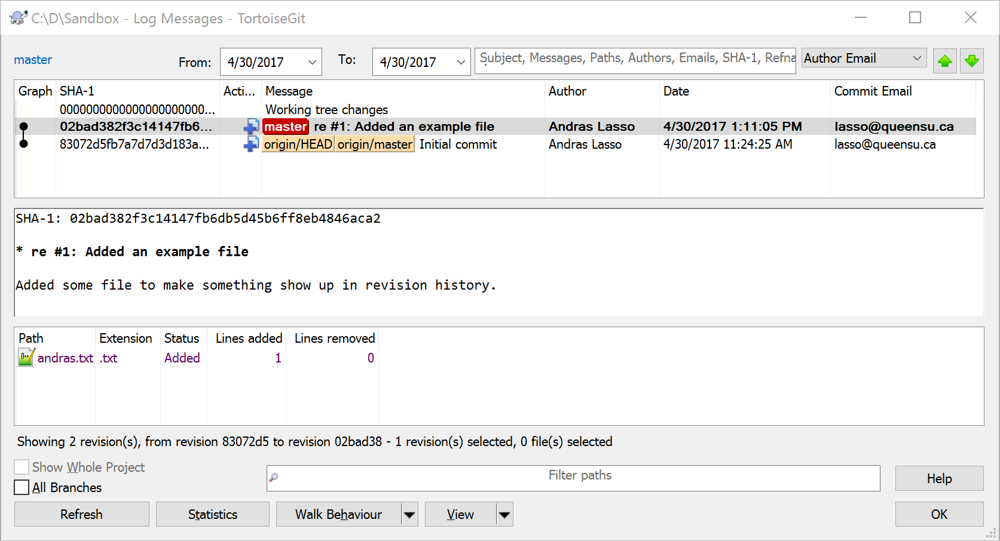 C:\D\Sandbox - Log Messages - TortoiseGit
master From: 4/30/2017 To: 4/30/2017 Subject, Messages, Paths, Authors, Emails, SHA-1, Refna Author Email
Graph SHA-1 Acti... Message Author Date Commit Email
0000000000000000000000... Working tree changes
02bad382f3c14147fb6... master re #1: Added an example file Andras Lasso 4/30/2017 1:11:05 PM lasso@queensu.ca
83072d5fb7a7d7d3d183a... origin/HEAD origin/master Initial commit Andras Lasso 4/30/2017 11:24:25 AM lasso@queensu.ca
SHA-1: 02bad382f3c14147fb6db5d45b6ff8eb4846aca2
* re #1: Added an example file
Added some file to make something show up in revision history.
Path Extension Status Lines added Lines removed
andras.txt .txt Added 1 0
Showing 2 revision(s), from revision 83072d5 to revision 02bad38 - 1 revision(s) selected, 0 file(s) selected
Show Whole Project
Filter paths
Help
All Branches
Refresh Statistics Walk Behaviour View OK